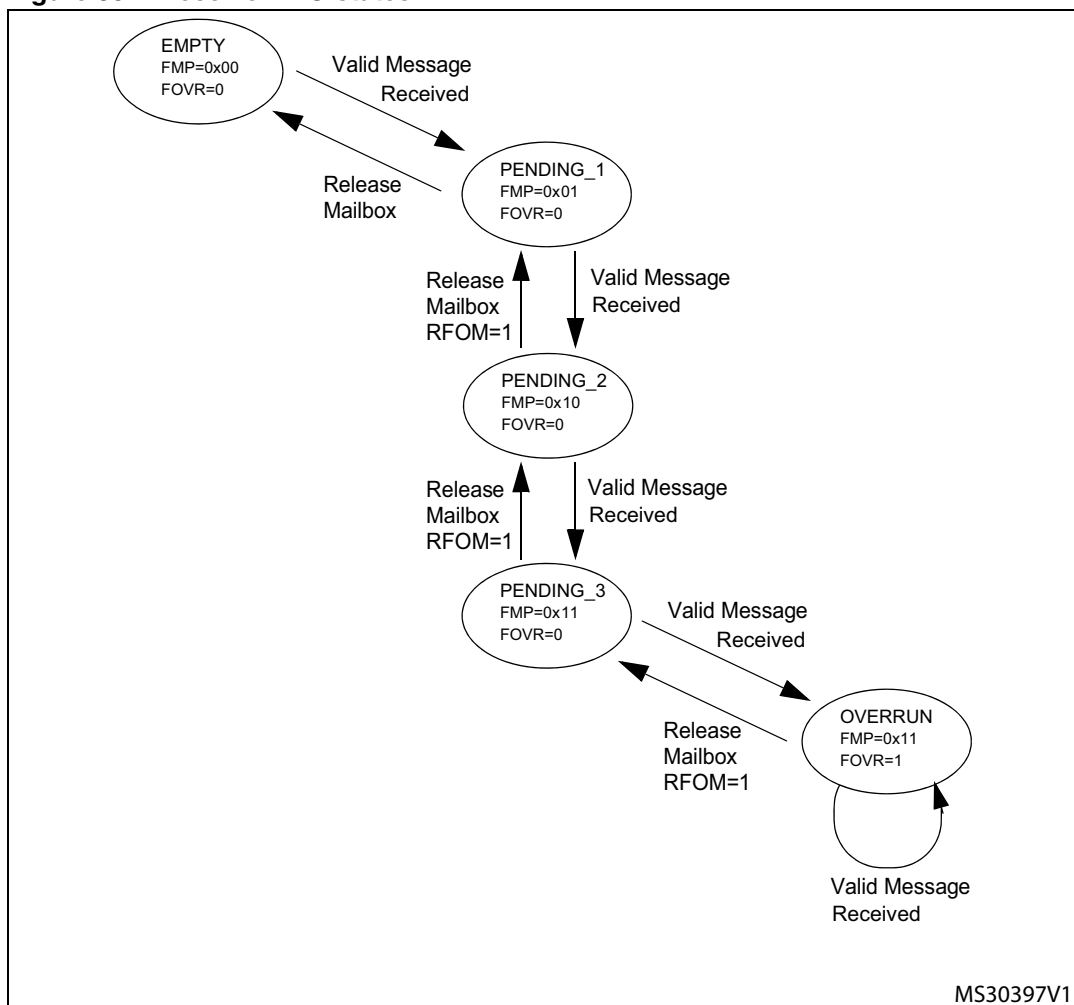 EMPTY
FMP=0x00
FOVR=0
Valid Message
Received
Release
Mailbox
PENDING_1
FMP=0x01
FOVR=0
Release
Mailbox
RFOM=1
Valid Message
Received
PENDING_2
FMP=0x10
FOVR=0
Release
Mailbox
RFOM=1
Valid Message
Received
PENDING_3
FMP=0x11
FOVR=0
Valid Message
Received
Release
Mailbox
RFOM=1
OVERRUN
FMP=0x11
FOVR=1
Valid Message
Received
MS30397V1